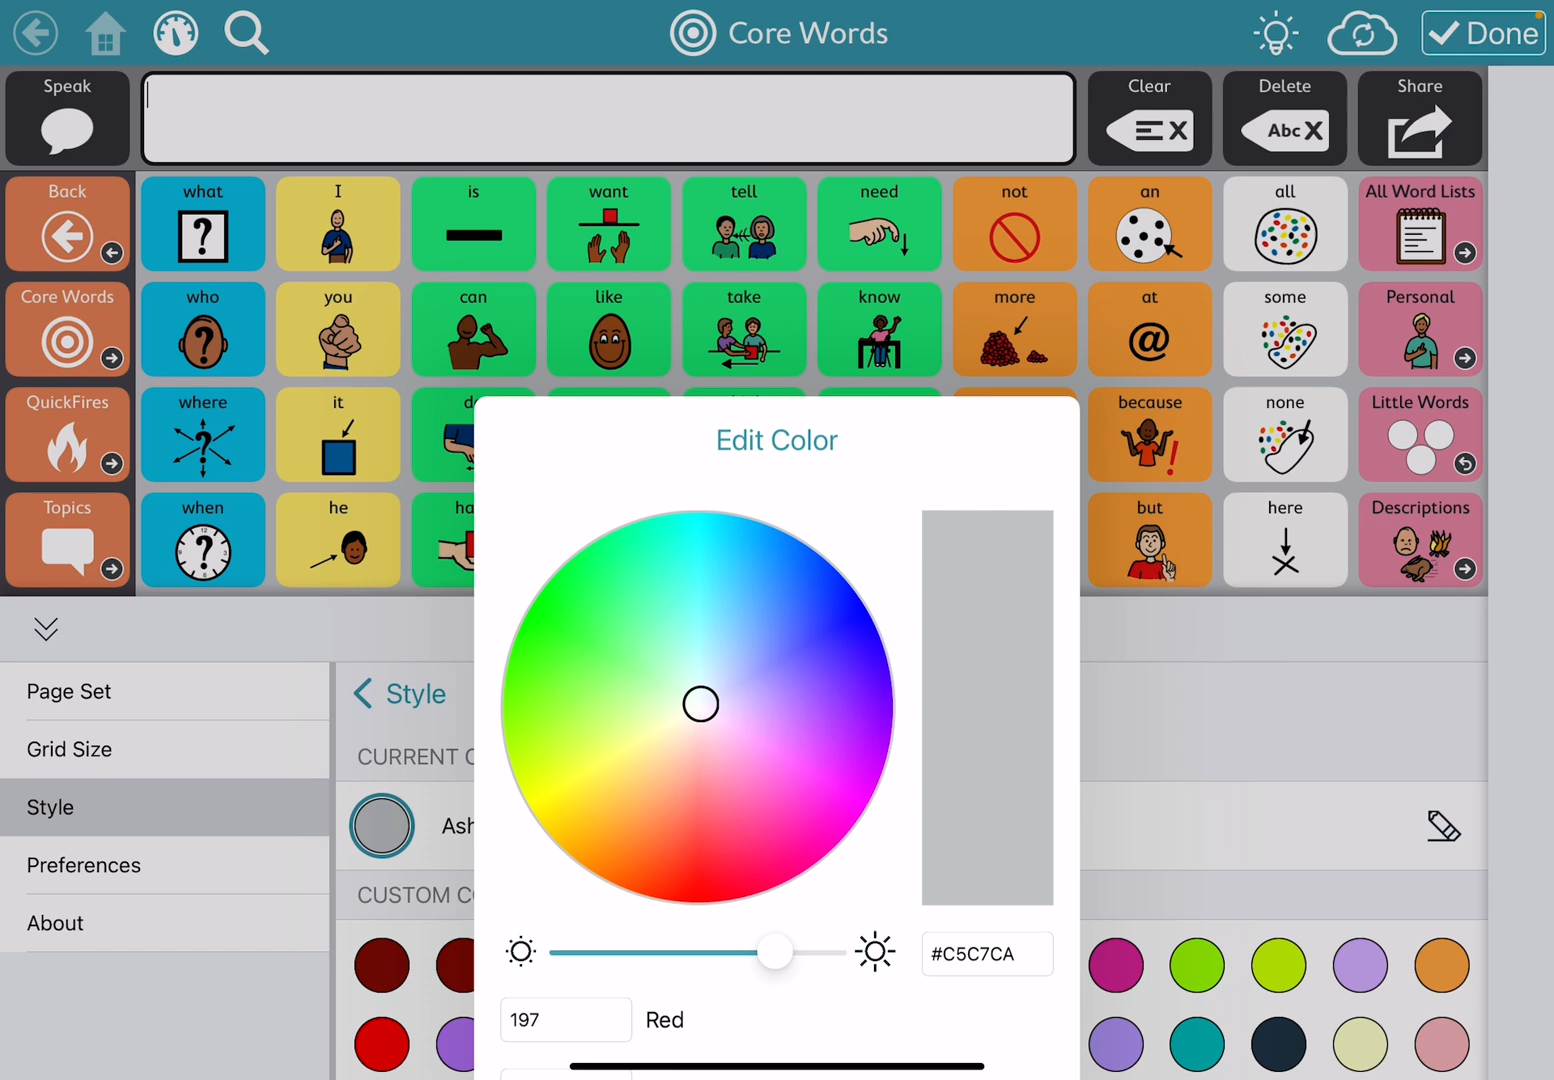 Core Words
Done
Speak
Clear
Delete
Abc X
Share
Back
what
I
is
want
tell
need
not
an
all
All Word Lists
Core Words
who
you
can
like
take
know
more
at
@
some
Personal
QuickFires
where
it
because
none
Little Words
Topics
when
he
but
here
Descriptions
Edit Color
Page Set
Grid Size
Style
Preferences
About
Style
CURRENT
CUSTOM
#C5C7CA
197
Red